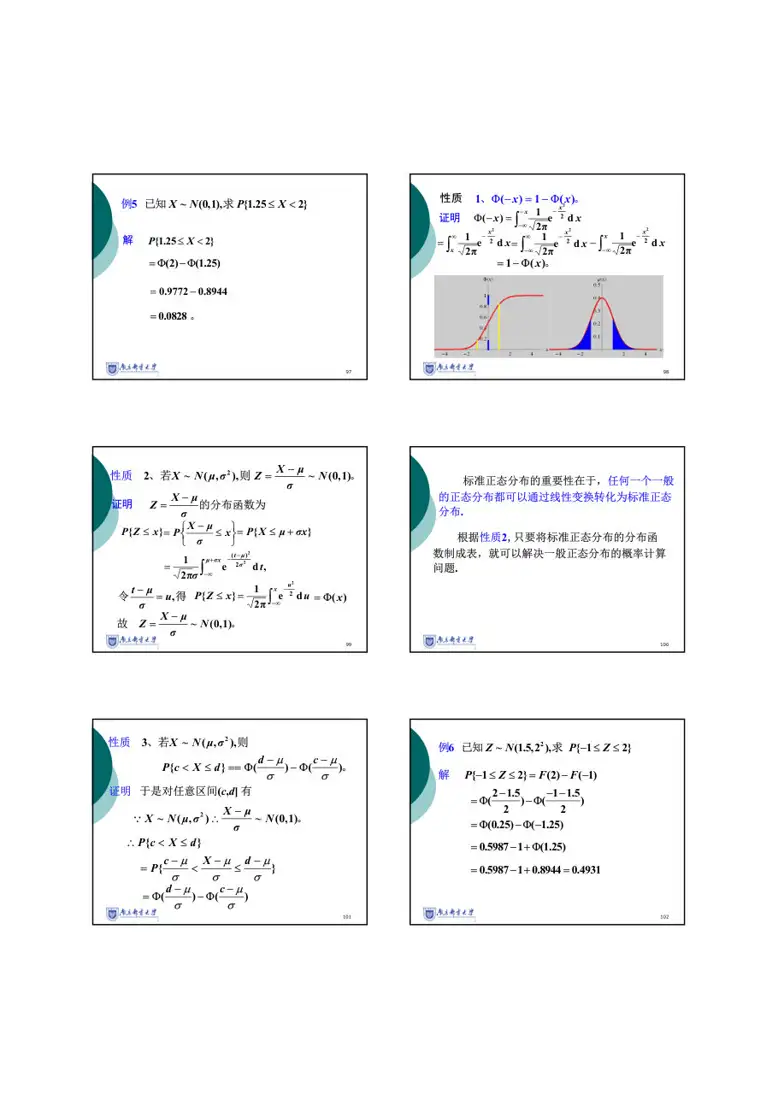 例5 已知 X ~ N(0,1),求 P{1.25 ≤ X < 2}
解 P{1.25 ≤ X < 2}
= Φ(2) − Φ(1.25)
= 0.9772 − 0.8944
= 0.0828 。
97
性质 1、Φ(−x) = 1 − Φ(x)。
证明 Φ(−x) = ∫_{−∞}^{−x} 1/√(2π) e^{−x²/2} d x
= ∫_{x}^{∞} 1/√(2π) e^{−x²/2} d x = ∫_{−∞}^{∞} 1/√(2π) e^{−x²/2} d x − ∫_{−∞}^{x} 1/√(2π) e^{−x²/2} d x
= 1 − Φ(x)。
98
性质 2、若X ~ N(μ,σ²),则 Z = (X − μ)/σ ~ N(0,1)。
证明 Z = (X − μ)/σ 的分布函数为
P{Z ≤ x} = P{(X − μ)/σ ≤ x} = P{X ≤ μ + σx}
= 1/(√(2π)σ) ∫_{−∞}^{μ+σx} e^{−(t−μ)²/(2σ²)} d t,
令 (t − μ)/σ = u,得 P{Z ≤ x} = 1/√(2π) ∫_{−∞}^{x} e^{−u²/2} d u = Φ(x)
故 Z = (X − μ)/σ ~ N(0,1)。
99
标准正态分布的重要性在于，任何一个一般
的正态分布都可以通过线性变换转化为标准正态
分布.
根据性质2,只要将标准正态分布的分布函
数制成表，就可以解决一般正态分布的概率计算
问题.
100
性质 3、若X ~ N(μ,σ²),则
P{c < X ≤ d} == Φ((d − μ)/σ) − Φ((c − μ)/σ)。
证明 于是对任意区间(c,d] 有
∵ X ~ N(μ,σ²) ∴ (X − μ)/σ ~ N(0,1)。
∴ P{c < X ≤ d}
= P{(c − μ)/σ < (X − μ)/σ ≤ (d − μ)/σ}
= Φ((d − μ)/σ) − Φ((c − μ)/σ)
101
例6 已知 Z ~ N(1.5,2²),求 P{−1 ≤ Z ≤ 2}
解 P{−1 ≤ Z ≤ 2} = F(2) − F(−1)
= Φ((2 − 1.5)/2) − Φ((−1 − 1.5)/2)
= Φ(0.25) − Φ(−1.25)
= 0.5987 − 1 + Φ(1.25)
= 0.5987 − 1 + 0.8944 = 0.4931
102